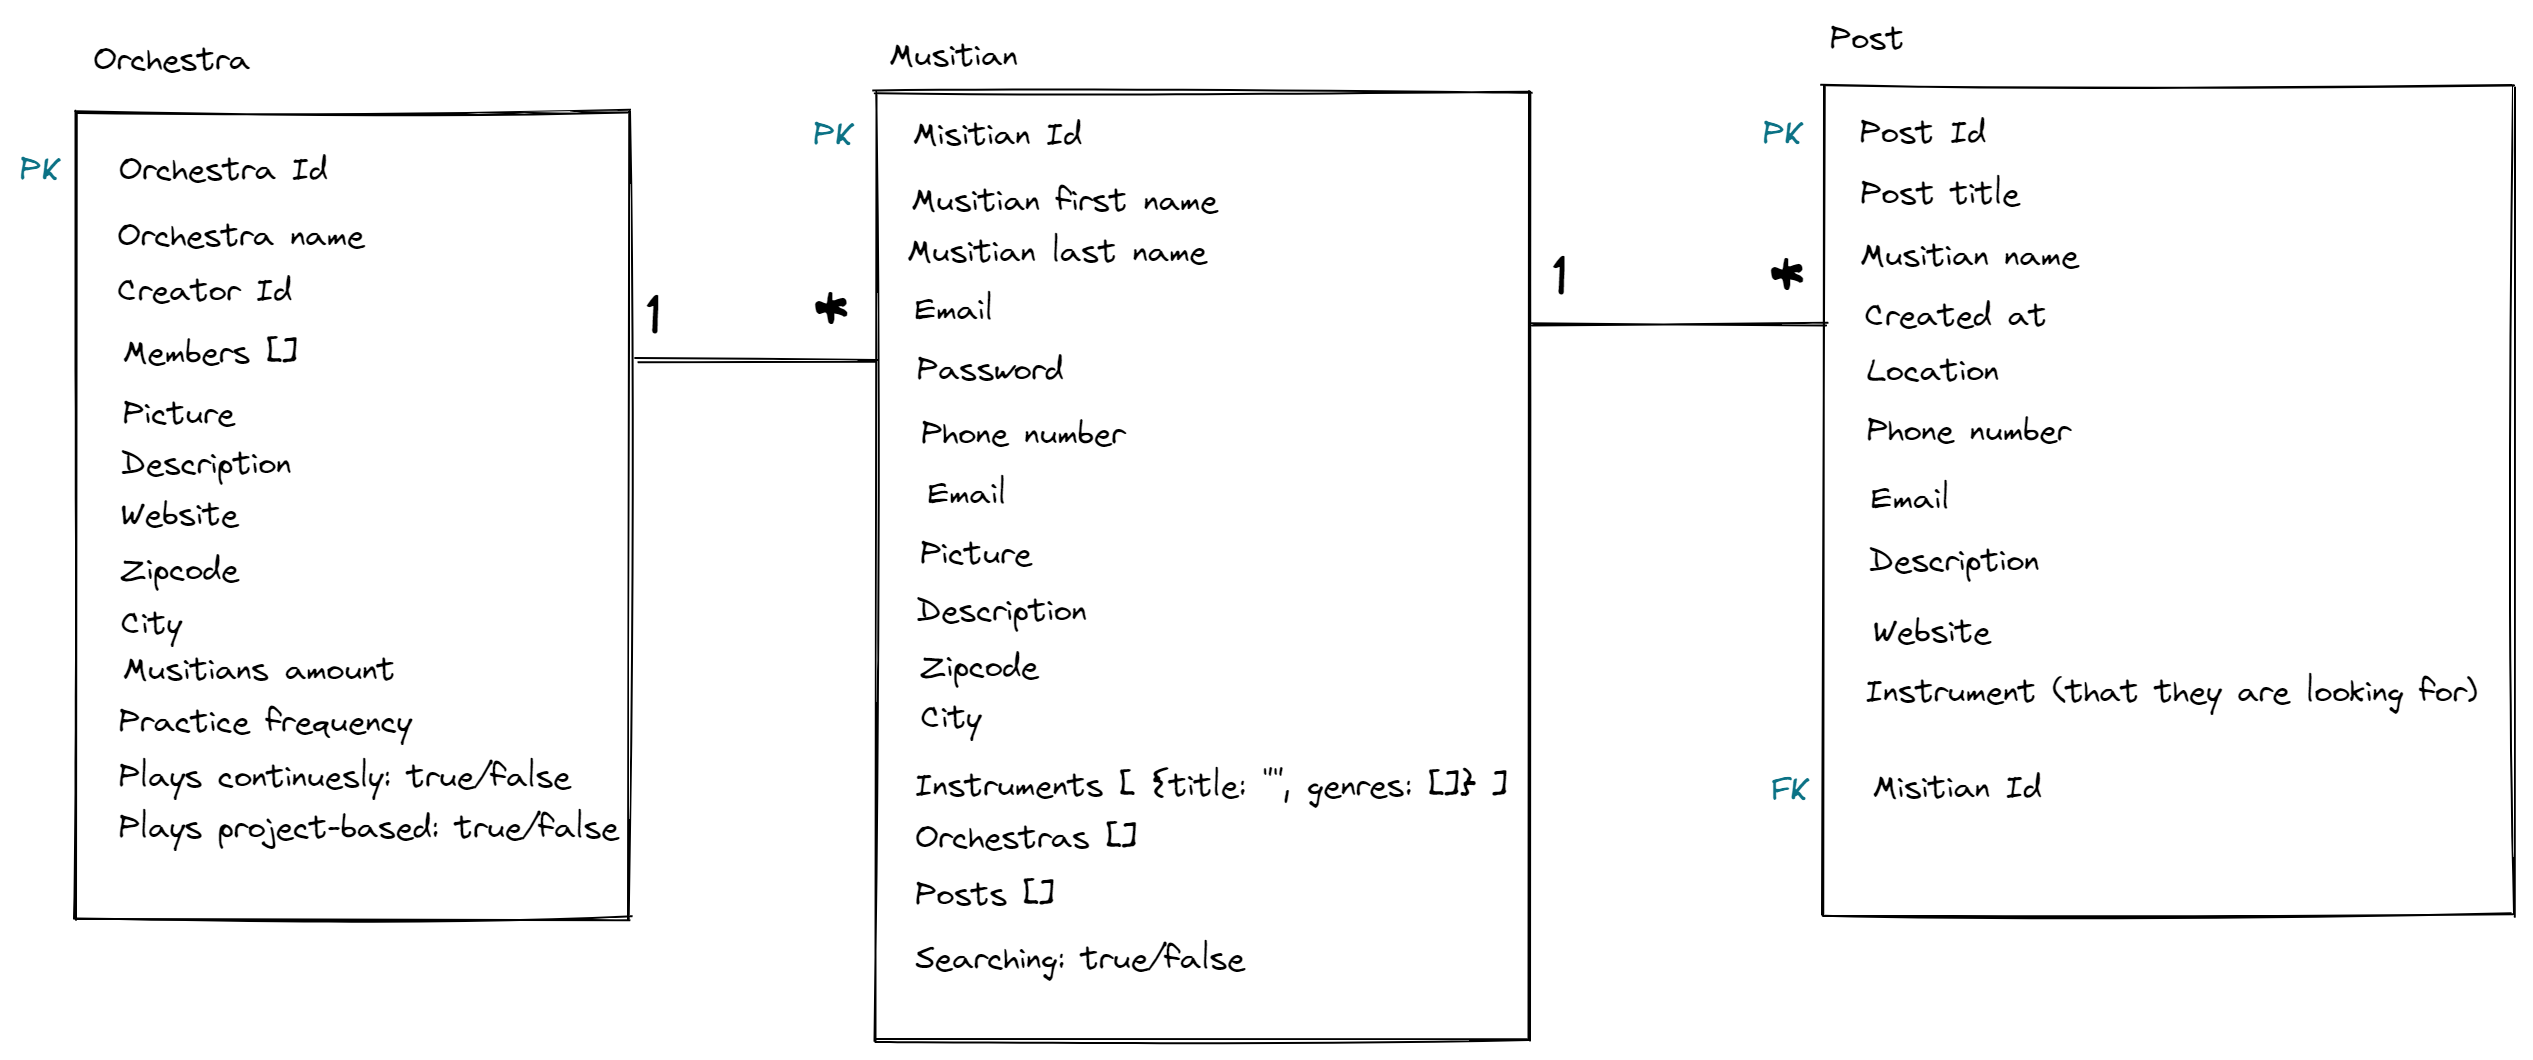 Orchestra
PK
Orchestra Id
Orchestra name
Creator Id
Members []
Picture
Description
Website
Zipcode
City
Musitians amount
Practice frequency
Plays continuesly: true/false
Plays project-based: true/false
1
*
Musitian
PK
Misitian Id
Musitian first name
Musitian last name
Email
Password
Phone number
Email
Picture
Description
Zipcode
City
Instruments [ {title: "", genres: []} ]
Orchestras []
Posts []
Searching: true/false
1
*
Post
PK
Post Id
Post title
Musitian name
Created at
Location
Phone number
Email
Description
Website
Instrument (that they are looking for)
FK
Misitian Id